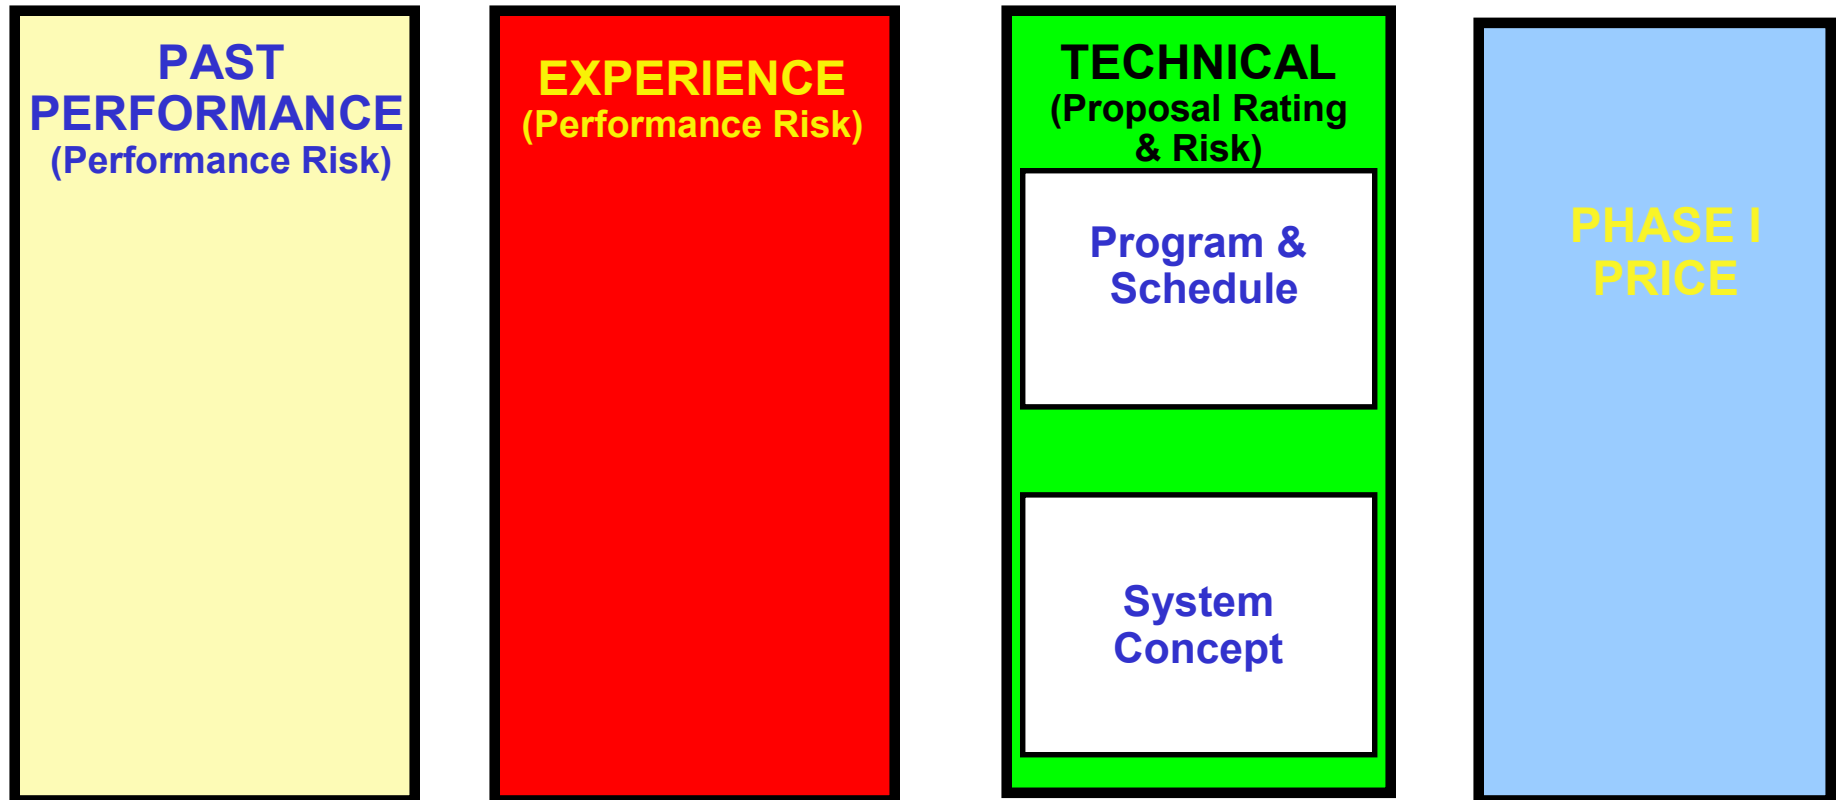 PAST
PERFORMANCE
(Performance Risk)
EXPERIENCE
(Performance Risk)
TECHNICAL
(Proposal Rating
& Risk)
Program &
Schedule
System
Concept
PHASE I
PRICE